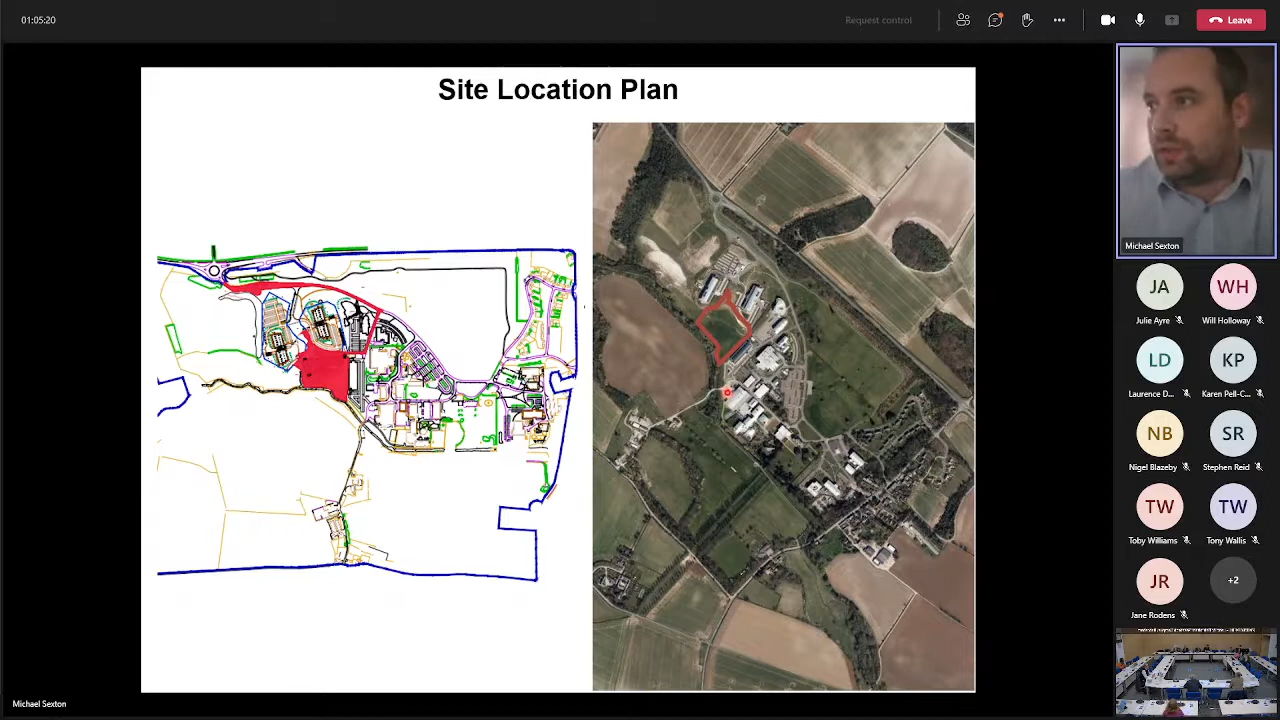 01:05:20
Request control
Leave
Site Location Plan
Michael Sexton
JA
WH
Julie Ayre
Will Holloway
LD
KP
Laurence D...
Karen Pell-C...
NB
SR
Nigel Blazeby
Stephen Reid
TW
TW
Toby Williams
Tony Wallis
JR
+2
Jane Rodens
Michael Sexton